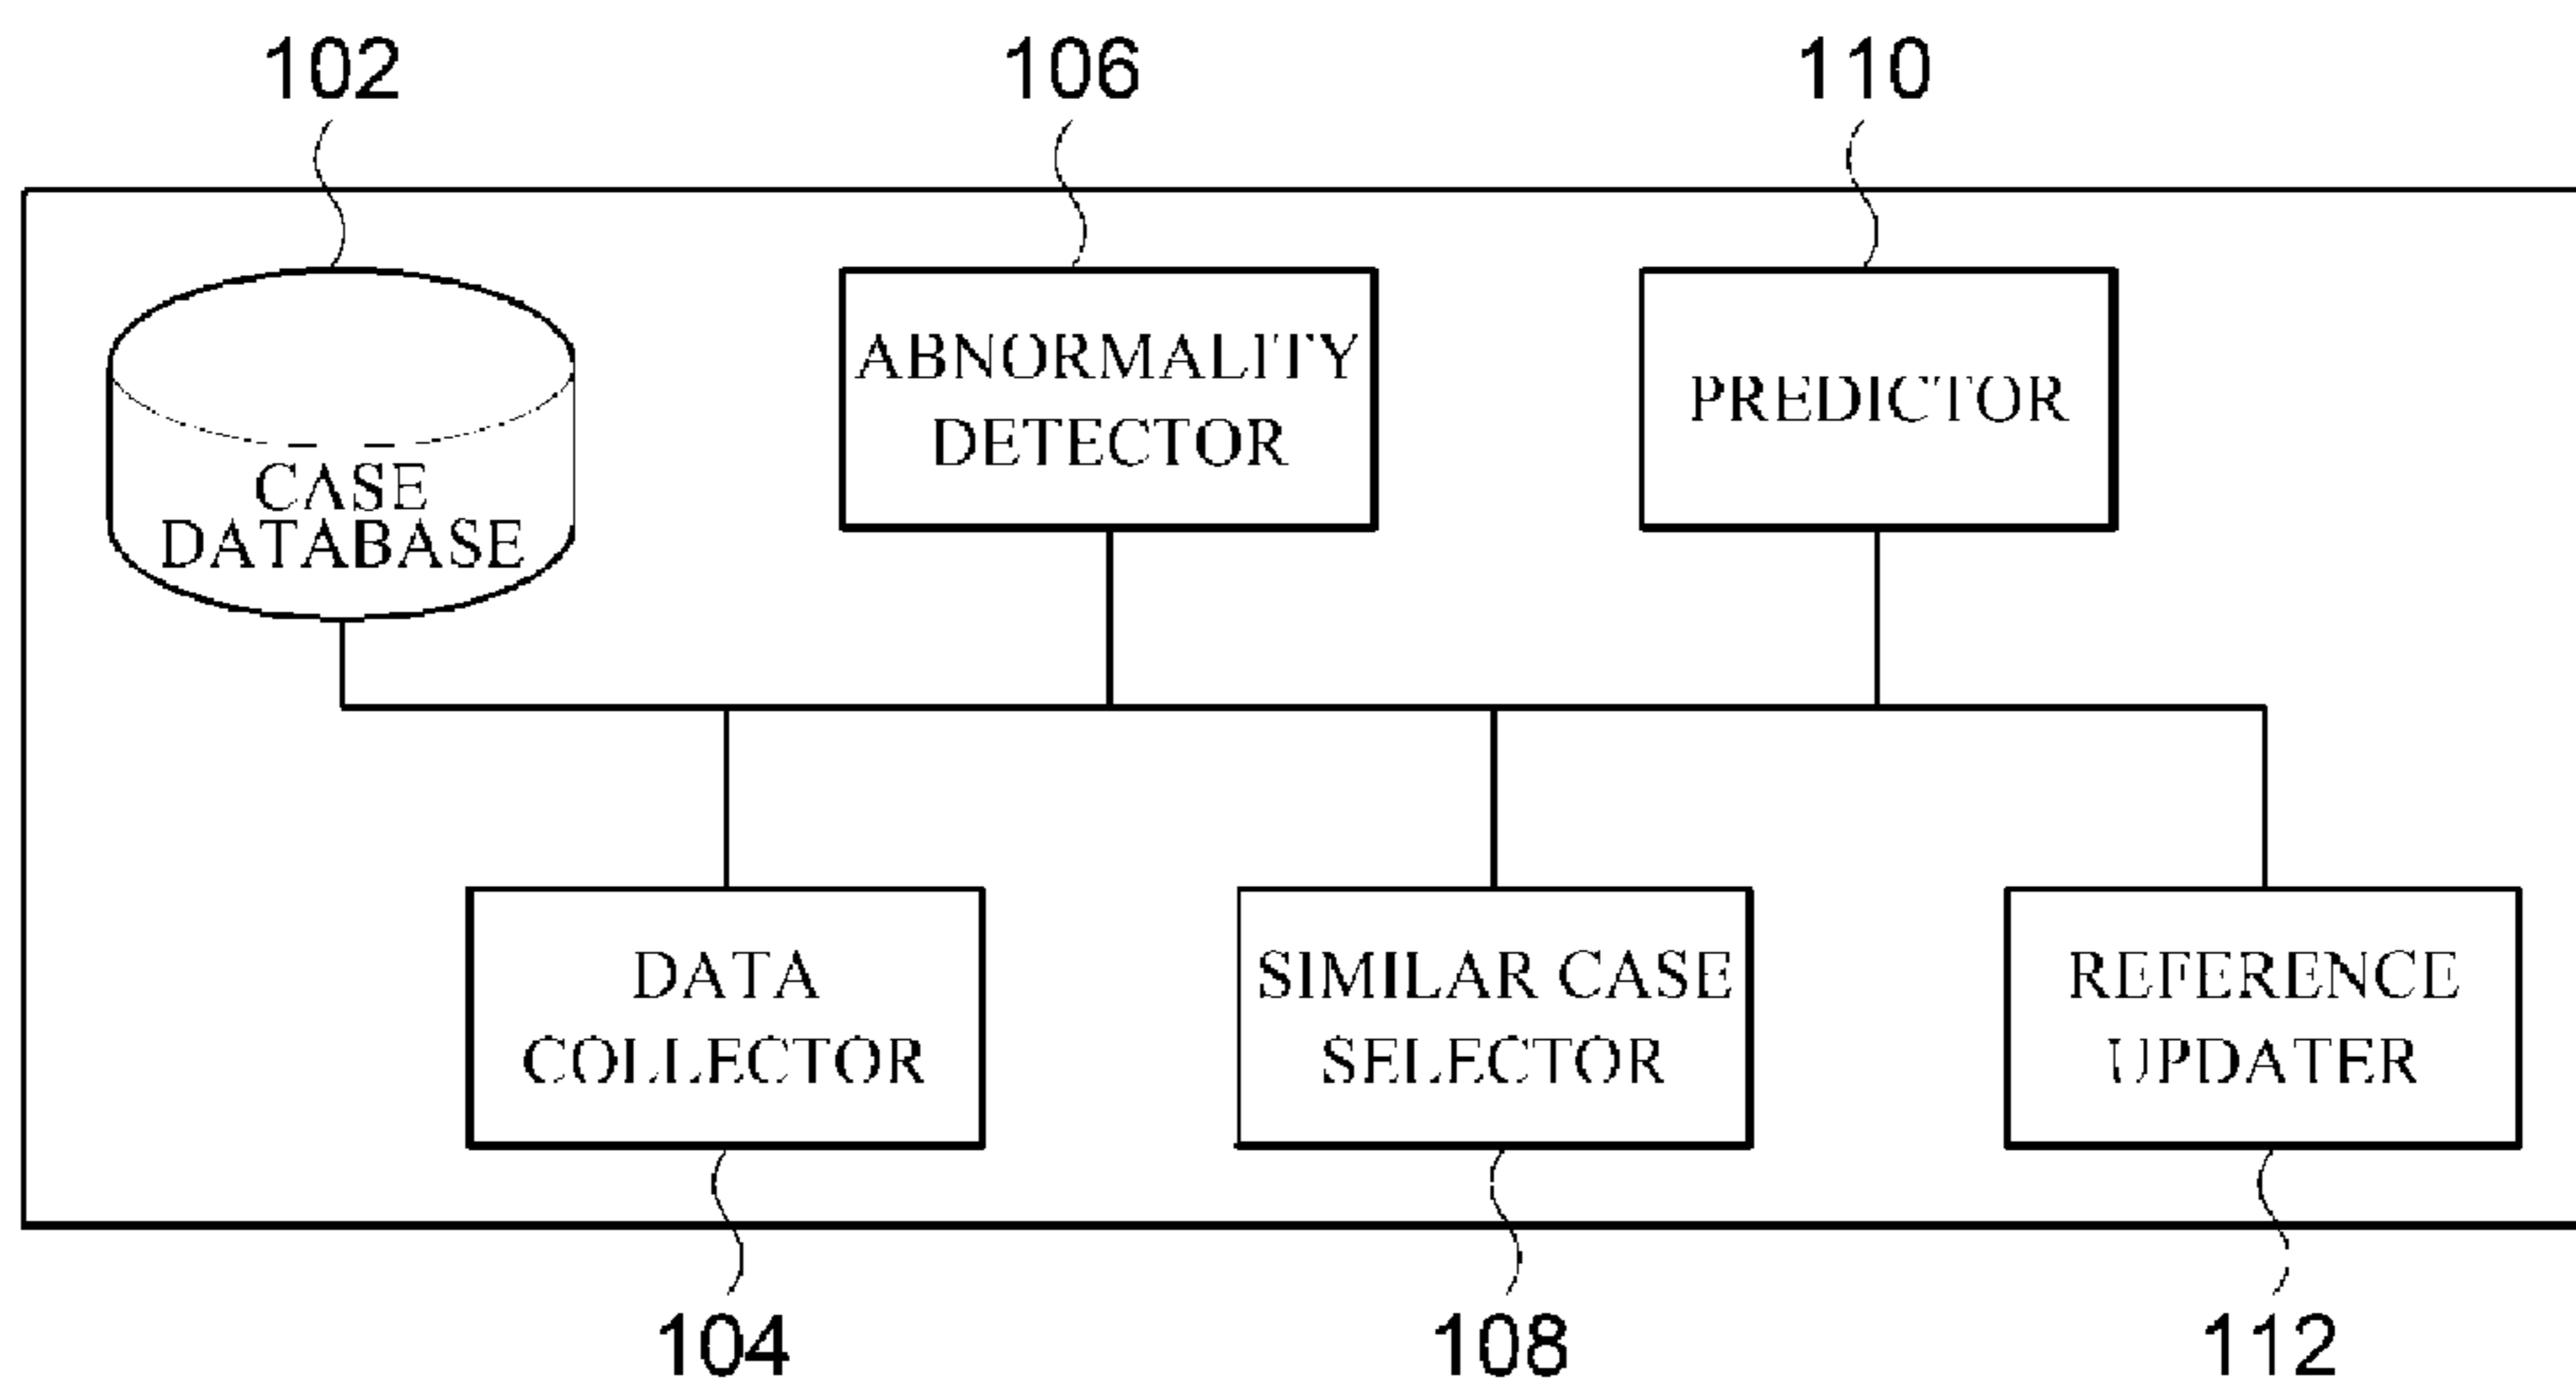 102
106
110
CASE
DATABASE
ABNORMALITY
DETECTOR
PREDICTOR
DATA
COLLECTOR
SIMILAR CASE
SELECTOR
REFERENCE
UPDATER
104
108
112